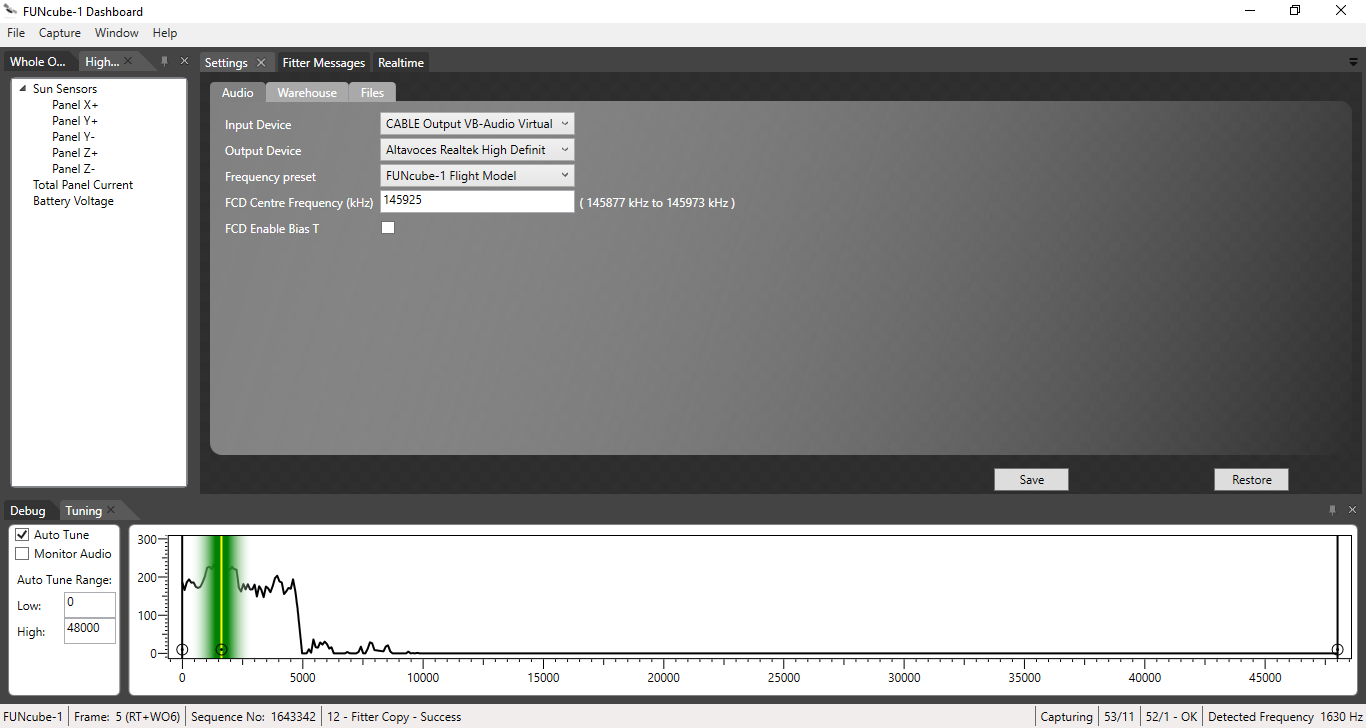 FUNcube-1 Dashboard
File Capture Window Help
Whole O... High... Settings Fitter Messages Realtime
Sun Sensors
Panel X+
Panel Y+
Panel Y-
Panel Z+
Panel Z-
Total Panel Current
Battery Voltage
Audio Warehouse Files
Input Device CABLE Output VB-Audio Virtual
Output Device Altavoces Realtek High Definit
Frequency preset FUNcube-1 Flight Model
FCD Centre Frequency (kHz) 145925 ( 145877 kHz to 145973 kHz )
FCD Enable Bias T
Save Restore
Debug Tuning
Auto Tune
Monitor Audio
Auto Tune Range:
Low: 0
High: 48000
300
200
100
0
0 5000 10000 15000 20000 25000 30000 35000 40000 45000
FUNcube-1 Frame: 5 (RT+WO6) Sequence No: 1643342 12 - Fitter Copy - Success Capturing 53/11 52/1 - OK Detected Frequency 1630 Hz